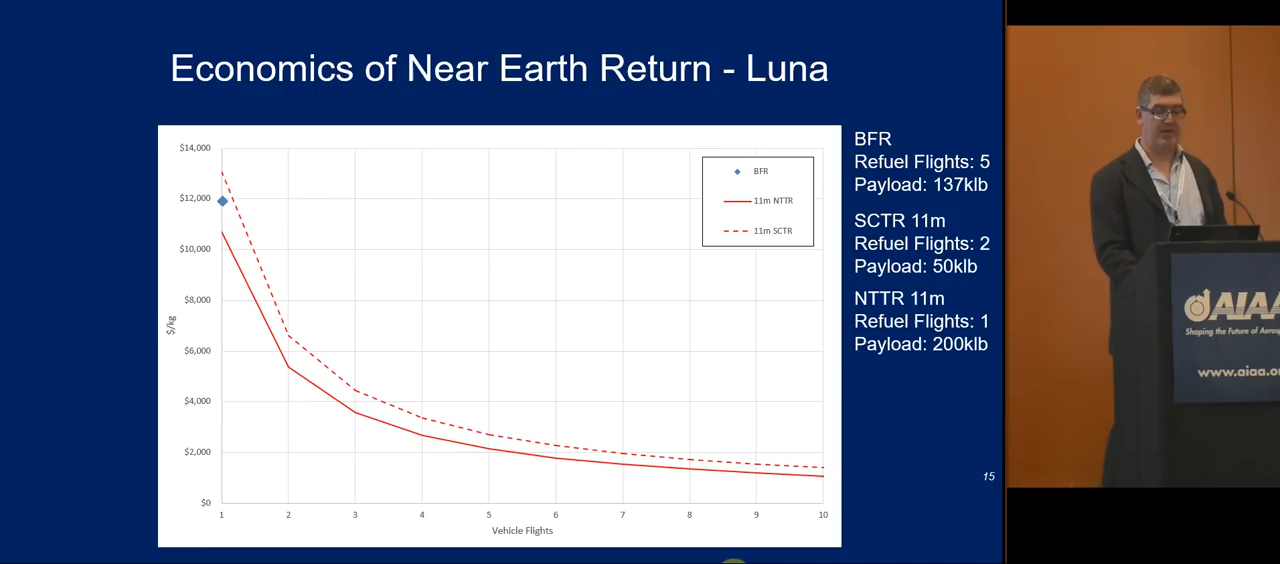 Economics of Near Earth Return - Luna
$14,000
$12,000
$10,000
$8,000
$6,000
$4,000
$2,000
$0
$/kg
1 2 3 4 5 6 7 8 9 10
Vehicle Flights
BFR
11m NTTR
11m SCTR
BFR
Refuel Flights: 5
Payload: 137klb
SCTR 11m
Refuel Flights: 2
Payload: 50klb
NTTR 11m
Refuel Flights: 1
Payload: 200klb
15
AIAA
Shaping the Future of Aeros
www.aiaa.o